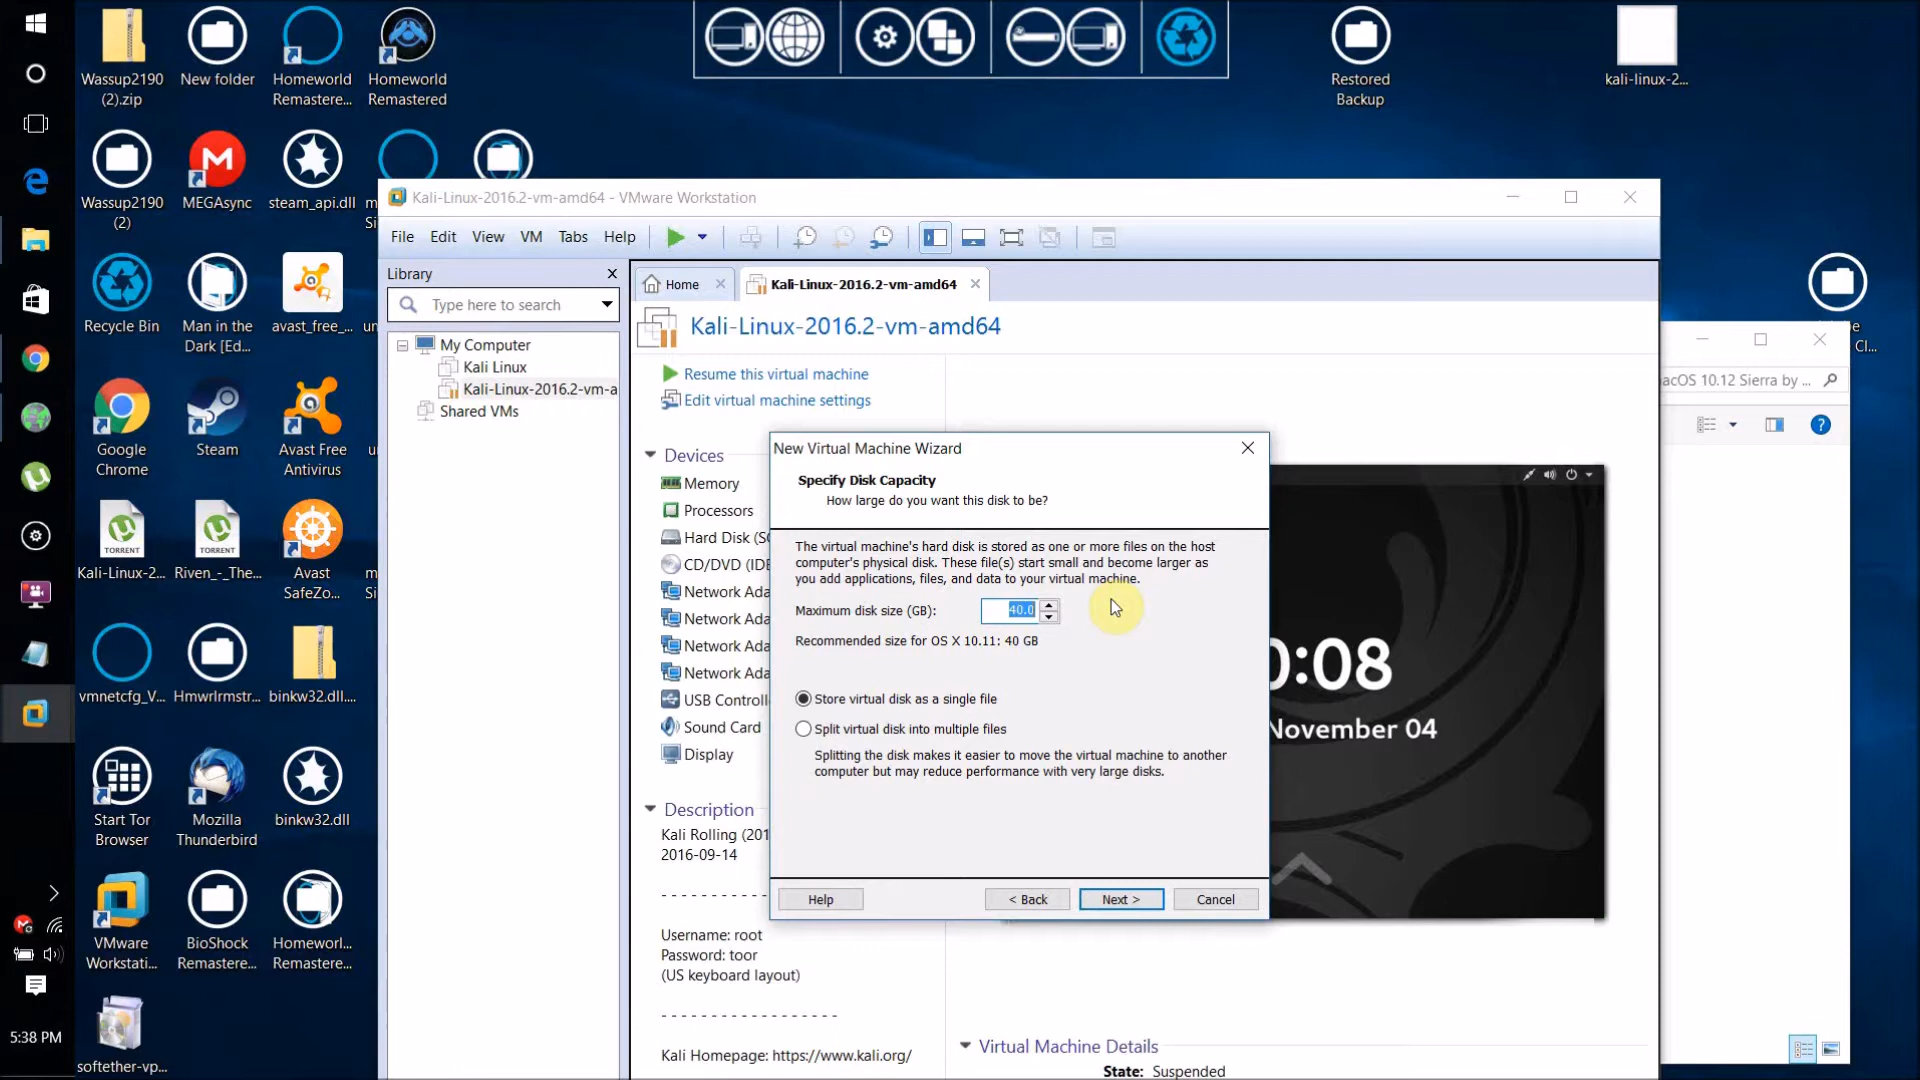 Wassup2190
(2).zip
New folder
Homeworld
Remastere...
Homeworld
Remastered
Restored
Backup
kali-linux-2...
Wassup2190
(2)
MEGAsync
steam_api.dll
Recycle Bin
Man in the
Dark [Ed...
avast_free_...
Google
Chrome
Steam
Avast Free
Antivirus
TORRENT
TORRENT
Kali-Linux-2...
Riven_-_The...
Avast
SafeZo...
vmnetcfg_V...
Hmwrlrmstr...
binkw32.dll....
Start Tor
Browser
Mozilla
Thunderbird
binkw32.dll
VMware
Workstati...
BioShock
Remastere...
Homeworl...
Remastere...
softether-vp...
5:38 PM
Kali-Linux-2016.2-vm-amd64 - VMware Workstation
File Edit View VM Tabs Help
Library
Type here to search
My Computer
Kali Linux
Kali-Linux-2016.2-vm-a
Shared VMs
Home
Kali-Linux-2016.2-vm-amd64
Kali-Linux-2016.2-vm-amd64
Resume this virtual machine
Edit virtual machine settings
Devices
Memory
Processors
Hard Disk (SC
CD/DVD (IDE
Network Ada
Network Ada
Network Ada
Network Ada
USB Controll
Sound Card
Display
Description
Kali Rolling (201
2016-09-14
- - - - - - - - -
Username: root
Password: toor
(US keyboard layout)
- - - - - - - - - - - - - - - - -
Kali Homepage: https://www.kali.org/
New Virtual Machine Wizard
Specify Disk Capacity
How large do you want this disk to be?
The virtual machine's hard disk is stored as one or more files on the host
computer's physical disk. These file(s) start small and become larger as
you add applications, files, and data to your virtual machine.
Maximum disk size (GB): 40.0
Recommended size for OS X 10.11: 40 GB
Store virtual disk as a single file
Split virtual disk into multiple files
Splitting the disk makes it easier to move the virtual machine to another
computer but may reduce performance with very large disks.
Help
< Back
Next >
Cancel
0:08
November 04
Virtual Machine Details
State: Suspended
acOS 10.12 Sierra by ...
Cl...